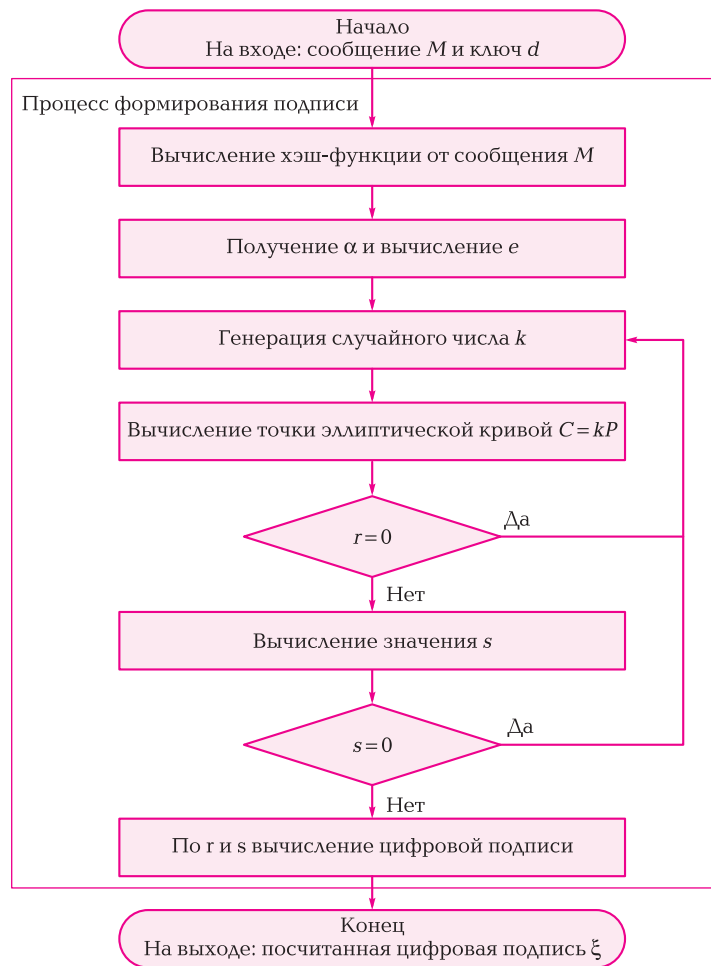 Начало
На входе: сообщение M и ключ d
Процесс формирования подписи
Вычисление хэш-функции от сообщения M
Получение α и вычисление e
Генерация случайного числа k
Вычисление точки эллиптической кривой C = kP
r = 0
Да
Нет
Вычисление значения s
s = 0
Да
Нет
По r и s вычисление цифровой подписи
Конец
На выходе: посчитанная цифровая подпись ξ